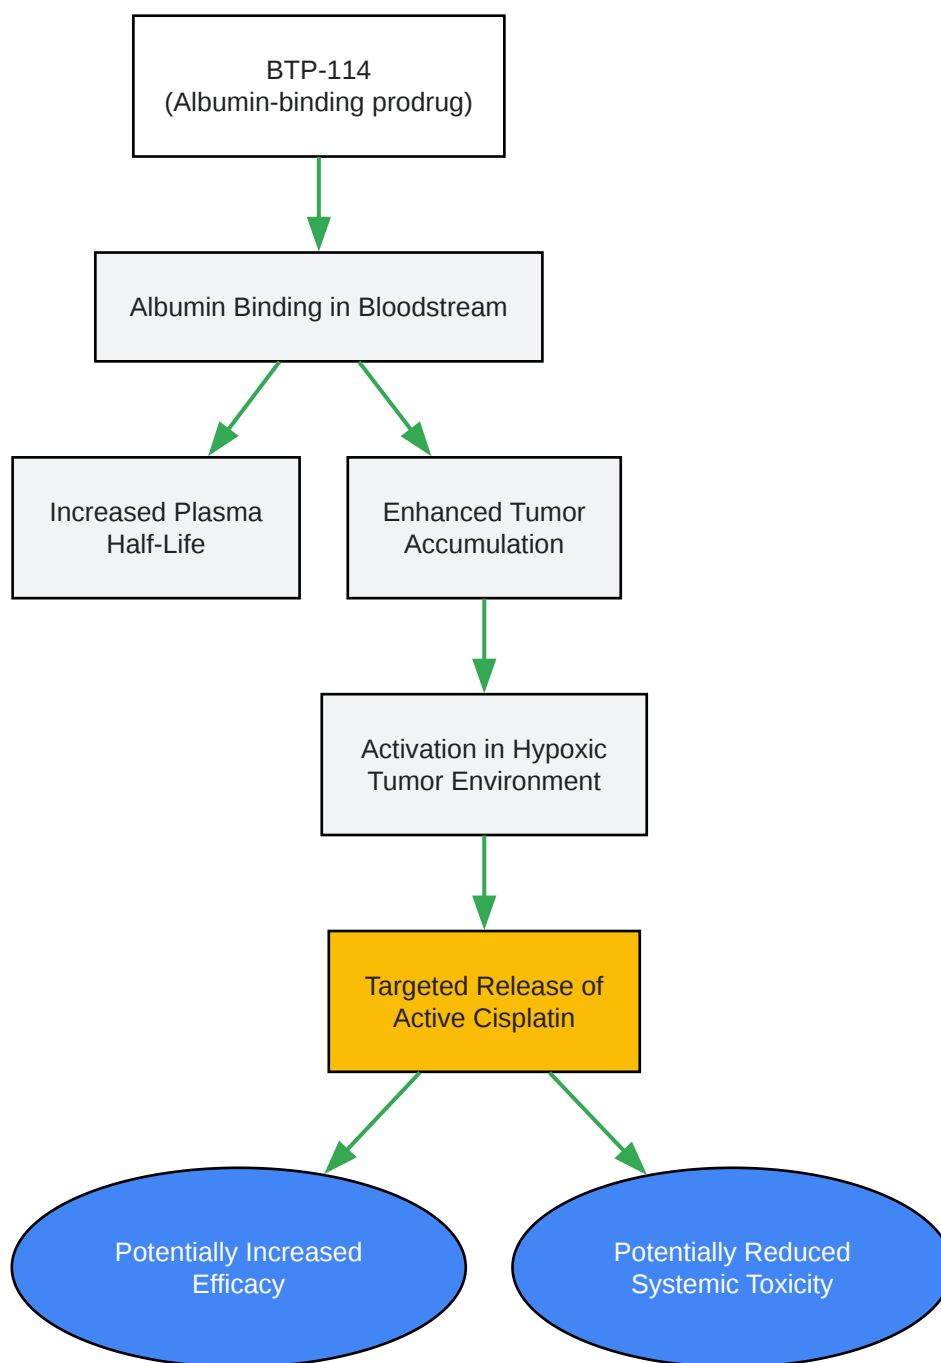 BTP-114
(Albumin-binding prodrug)
Albumin Binding in Bloodstream
Increased Plasma
Half-Life
Enhanced Tumor
Accumulation
Activation in Hypoxic
Tumor Environment
Targeted Release of
Active Cisplatin
Potentially Increased
Efficacy
Potentially Reduced
Systemic Toxicity